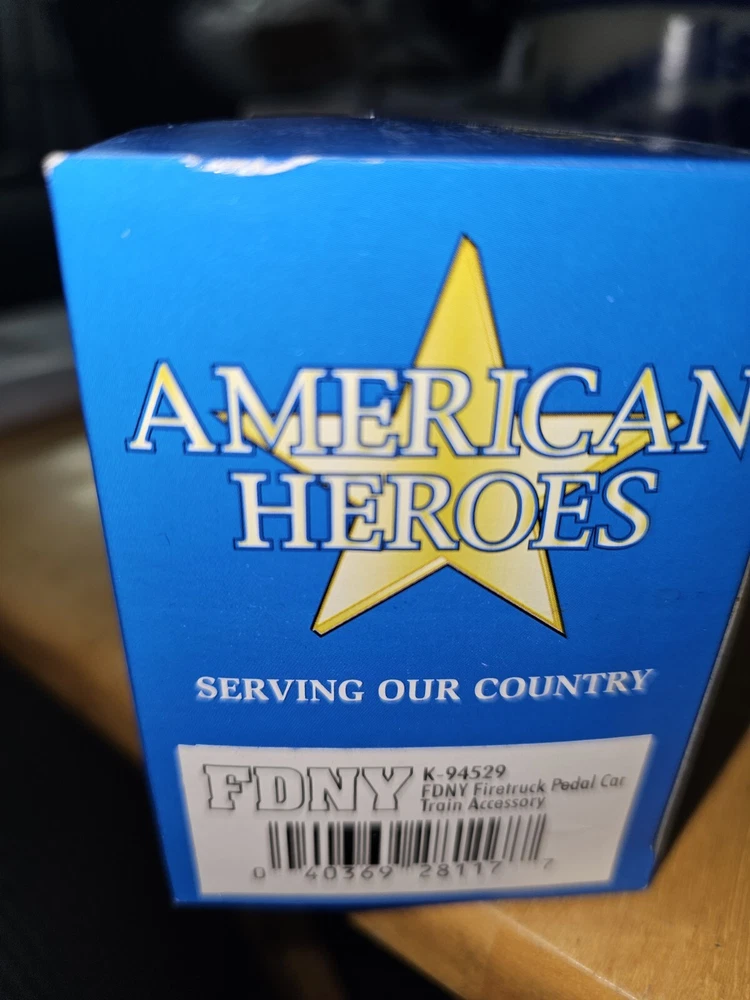 AMERICAN
HEROES
SERVING OUR COUNTRY
FDNY K-94529
FDNY Firetruck Pedal Car
Train Accessory
0 40369 28117 7